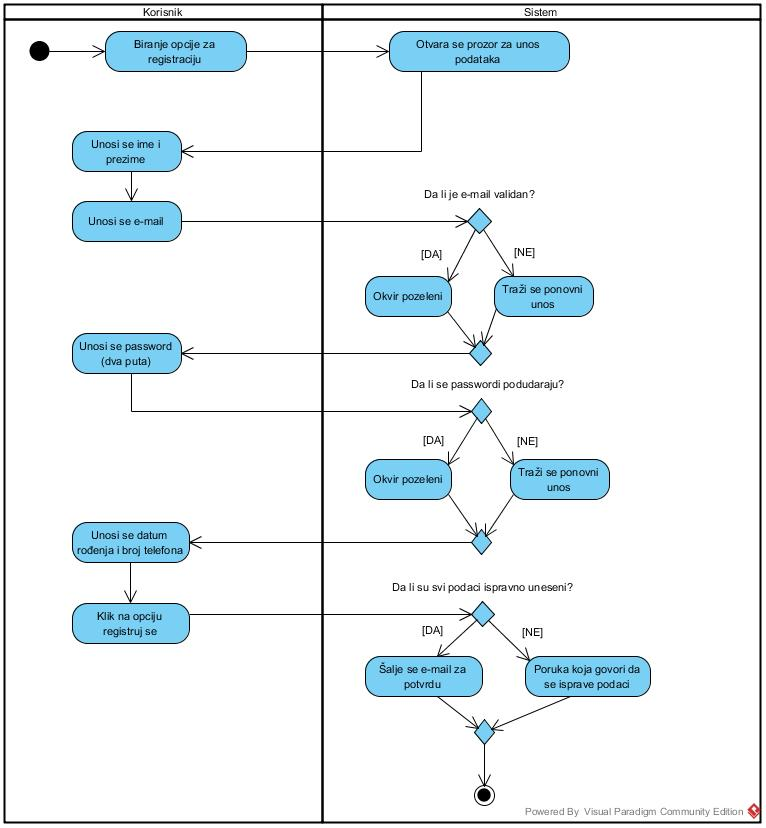 Korisnik
Sistem
Biranje opcije za
registraciju
Otvara se prozor za unos
podataka
Unosi se ime i
prezime
Unosi se e-mail
Da li je e-mail validan?
[DA]
[NE]
Okvir pozeleni
Traži se ponovni
unos
Unosi se password
(dva puta)
Da li se passwordi podudaraju?
[DA]
[NE]
Okvir pozeleni
Traži se ponovni
unos
Unosi se datum
rođenja i broj telefona
Klik na opciju
registruj se
Da li su svi podaci ispravno uneseni?
[DA]
[NE]
Šalje se e-mail za
potvrdu
Poruka koja govori da
se isprave podaci
Powered By Visual Paradigm Community Edition